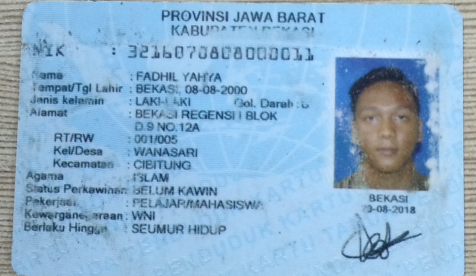 PROVINSI JAWA BARAT
KABUPATEN BEKASI
NIK : 3216070808000011
Nama : FADHIL YAHYA
Tempat/Tgl Lahir : BEKASI, 08-08-2000
Jenis kelamin : LAKI-LAKI Gol. Darah :
Alamat : BEKASI REGENSI I BLOK
D.9 NO.12A
RT/RW : 001/005
Kel/Desa : WANASARI
Kecamatan : CIBITUNG
Agama : ISLAM
Status Perkawinan: BELUM KAWIN
Pekerjaan : PELAJAR/MAHASISWA
Kewarganegaraan: WNI
Berlaku Hingga : SEUMUR HIDUP
BEKASI
-08-2018